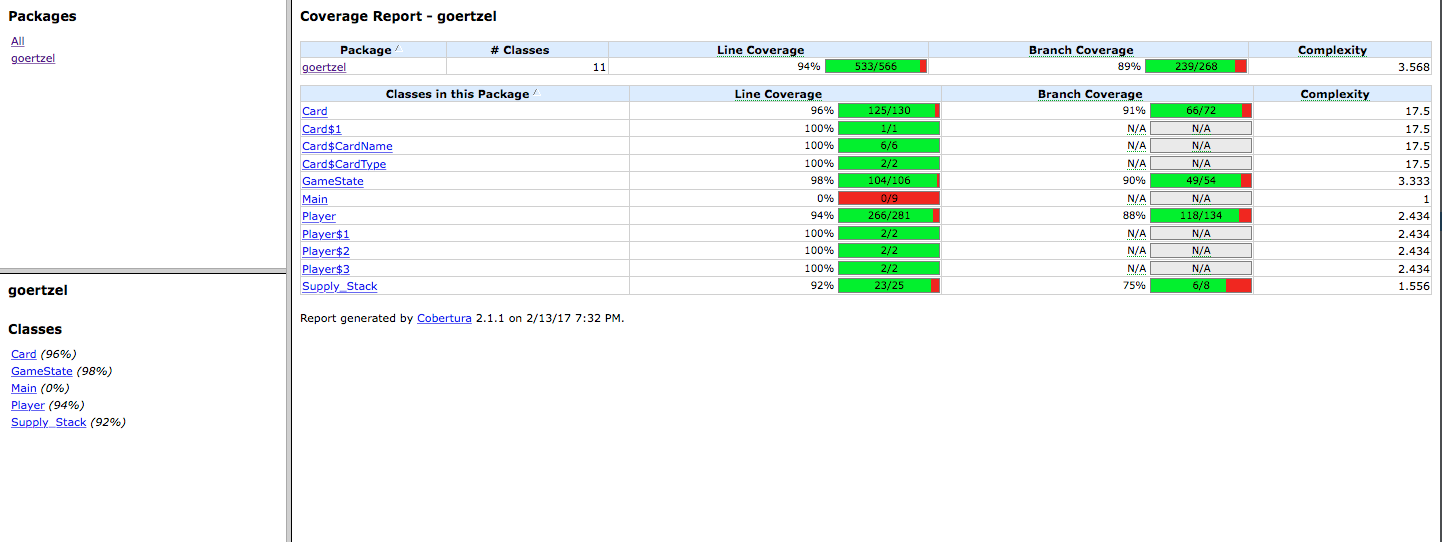 Packages
All
goertzel
goertzel
Classes
Card (96%)
GameState (98%)
Main (0%)
Player (94%)
Supply_Stack (92%)
Coverage Report - goertzel
Package # Classes Line Coverage Branch Coverage Complexity
goertzel 11 94% 533/566 89% 239/268 3.568
Classes in this Package Line Coverage Branch Coverage Complexity
Card 96% 125/130 91% 66/72 17.5
Card$1 100% 1/1 N/A N/A 17.5
Card$CardName 100% 6/6 N/A N/A 17.5
Card$CardType 100% 2/2 N/A N/A 17.5
GameState 98% 104/106 90% 49/54 3.333
Main 0% 0/9 N/A N/A 1
Player 94% 266/281 88% 118/134 2.434
Player$1 100% 2/2 N/A N/A 2.434
Player$2 100% 2/2 N/A N/A 2.434
Player$3 100% 2/2 N/A N/A 2.434
Supply_Stack 92% 23/25 75% 6/8 1.556
Report generated by Cobertura 2.1.1 on 2/13/17 7:32 PM.